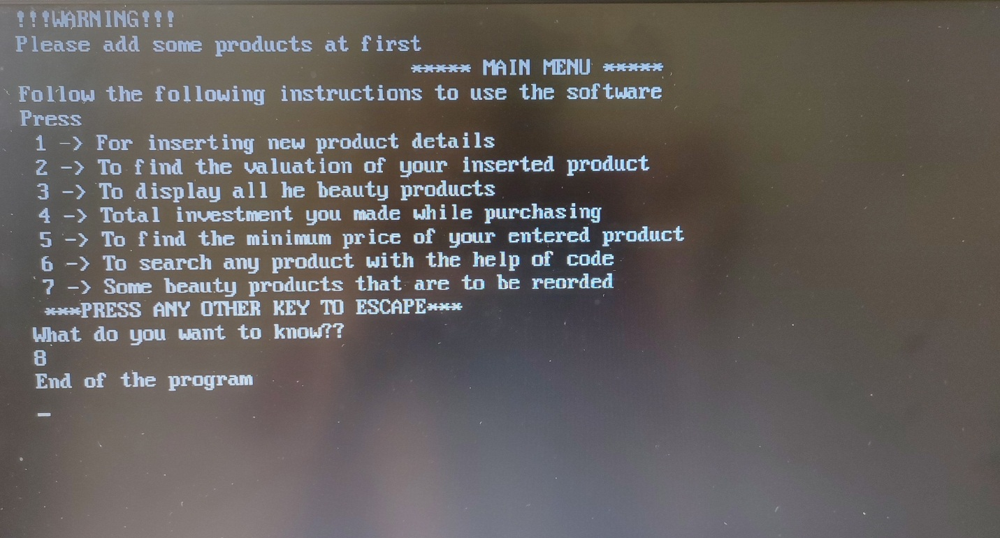 !!!WARNING!!!
Please add some products at first
***** MAIN MENU *****
Follow the following instructions to use the software
Press
1 -> For inserting new product details
2 -> To find the valuation of your inserted product
3 -> To display all he beauty products
4 -> Total investment you made while purchasing
5 -> To find the minimum price of your entered product
6 -> To search any product with the help of code
7 -> Some beauty products that are to be reorded
***PRESS ANY OTHER KEY TO ESCAPE***
What do you want to know??
8
End of the program
_